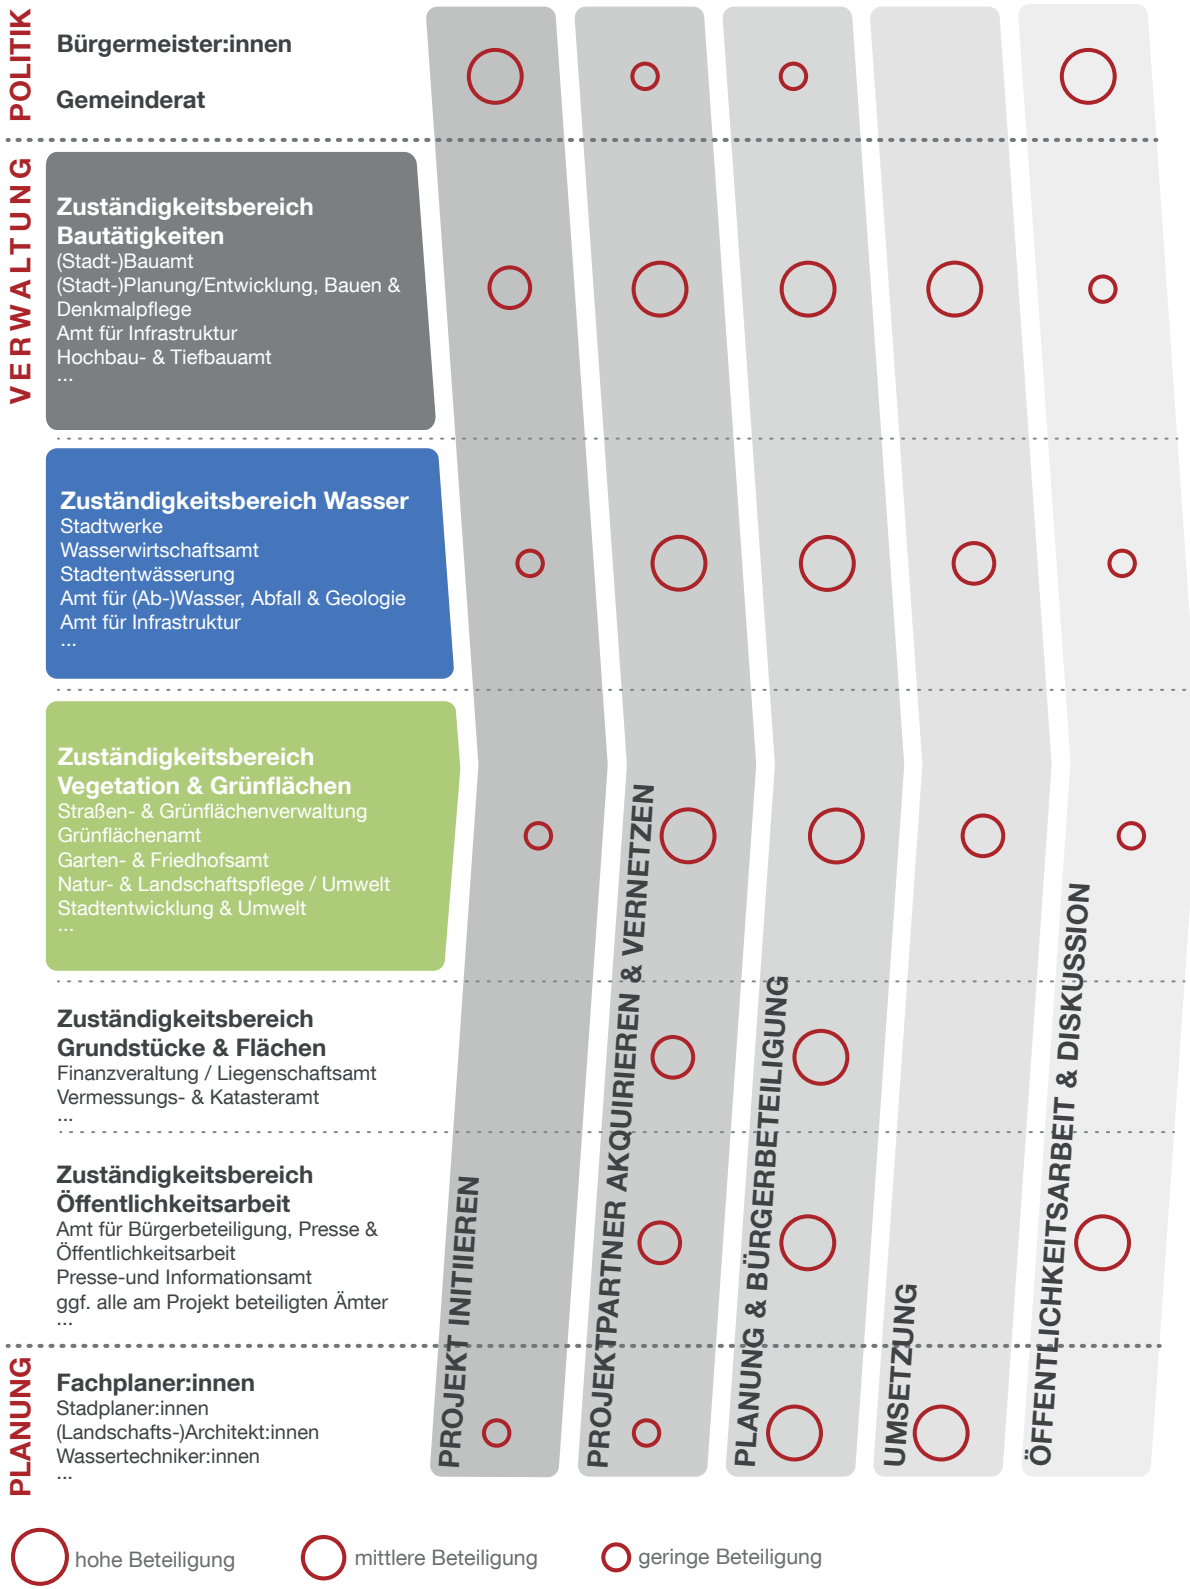 POLITIK
Bürgermeister:innen
Gemeinderat
VERWALTUNG
Zuständigkeitsbereich
Bautätigkeiten
(Stadt-)Bauamt
(Stadt-)Planung/Entwicklung, Bauen &
Denkmalpflege
Amt für Infrastruktur
Hochbau- & Tiefbauamt
...
Zuständigkeitsbereich Wasser
Stadtwerke
Wasserwirtschaftsamt
Stadtentwässerung
Amt für (Ab-)Wasser, Abfall & Geologie
Amt für Infrastruktur
...
Zuständigkeitsbereich
Vegetation & Grünflächen
Straßen- & Grünflächenverwaltung
Grünflächenamt
Garten- & Friedhofsamt
Natur- & Landschaftspflege / Umwelt
Stadtentwicklung & Umwelt
...
Zuständigkeitsbereich
Grundstücke & Flächen
Finanzveraltung / Liegenschaftsamt
Vermessungs- & Katasteramt
...
Zuständigkeitsbereich
Öffentlichkeitsarbeit
Amt für Bürgerbeteiligung, Presse &
Öffentlichkeitsarbeit
Presse-und Informationsamt
ggf. alle am Projekt beteiligten Ämter
...
PLANUNG
Fachplaner:innen
Stadplaner:innen
(Landschafts-)Architekt:innen
Wassertechniker:innen
...
PROJEKT INITIIEREN
PROJEKTPARTNER AKQUIRIEREN & VERNETZEN
PLANUNG & BÜRGERBETEILIGUNG
UMSETZUNG
ÖFFENTLICHKEITSARBEIT & DISKUSSION
hohe Beteiligung
mittlere Beteiligung
geringe Beteiligung